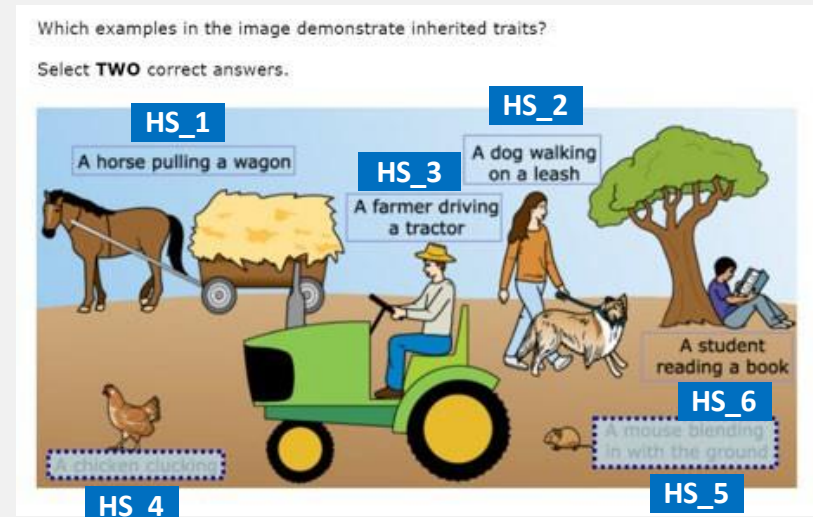 Which examples in the image demonstrate inherited traits?
Select TWO correct answers.
HS_1
A horse pulling a wagon
HS_2
A dog walking
on a leash
HS_3
A farmer driving
a tractor
A student
reading a book
HS_6
A mouse blending
in with the ground
HS_5
A chicken clucking
HS_4